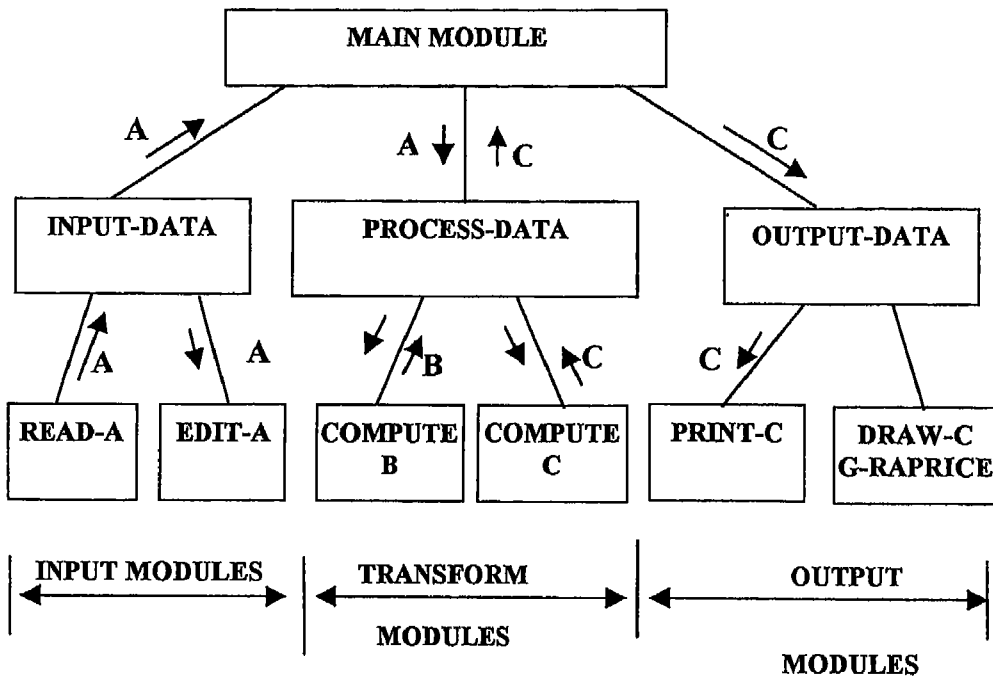 MAIN MODULE
A
A
C
C
INPUT-DATA
PROCESS-DATA
OUTPUT-DATA
A
A
B
C
C
READ-A
EDIT-A
COMPUTE
B
COMPUTE
C
PRINT-C
DRAW-C
G-RAPRICE
INPUT MODULES
TRANSFORM
MODULES
OUTPUT
MODULES